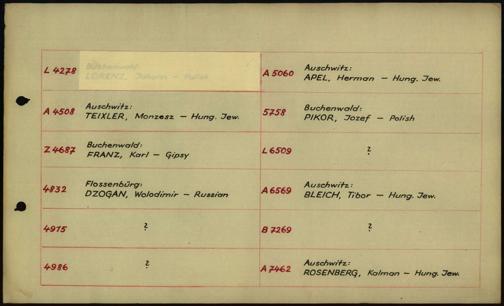 L 4278
Buchenwald:
LORENZ, Johann – Polish
A 4508
Auschwitz:
TEIXLER, Monzesz – Hung. Jew.
Z 4687
Buchenwald:
FRANZ, Karl – Gipsy
4832
Flossenbürg:
DZOGAN, Wolodimir – Russian
4915 ?
4986 ?
A 5060
Auschwitz:
APEL, Herman – Hung. Jew.
5758
Buchenwald:
PIKOR, Jozef – Polish
L 6509 ?
A 6569
Auschwitz:
BLEICH, Tibor – Hung. Jew.
B 7269 ?
A 7462
Auschwitz:
ROSENBERG, Kalman – Hung. Jew.